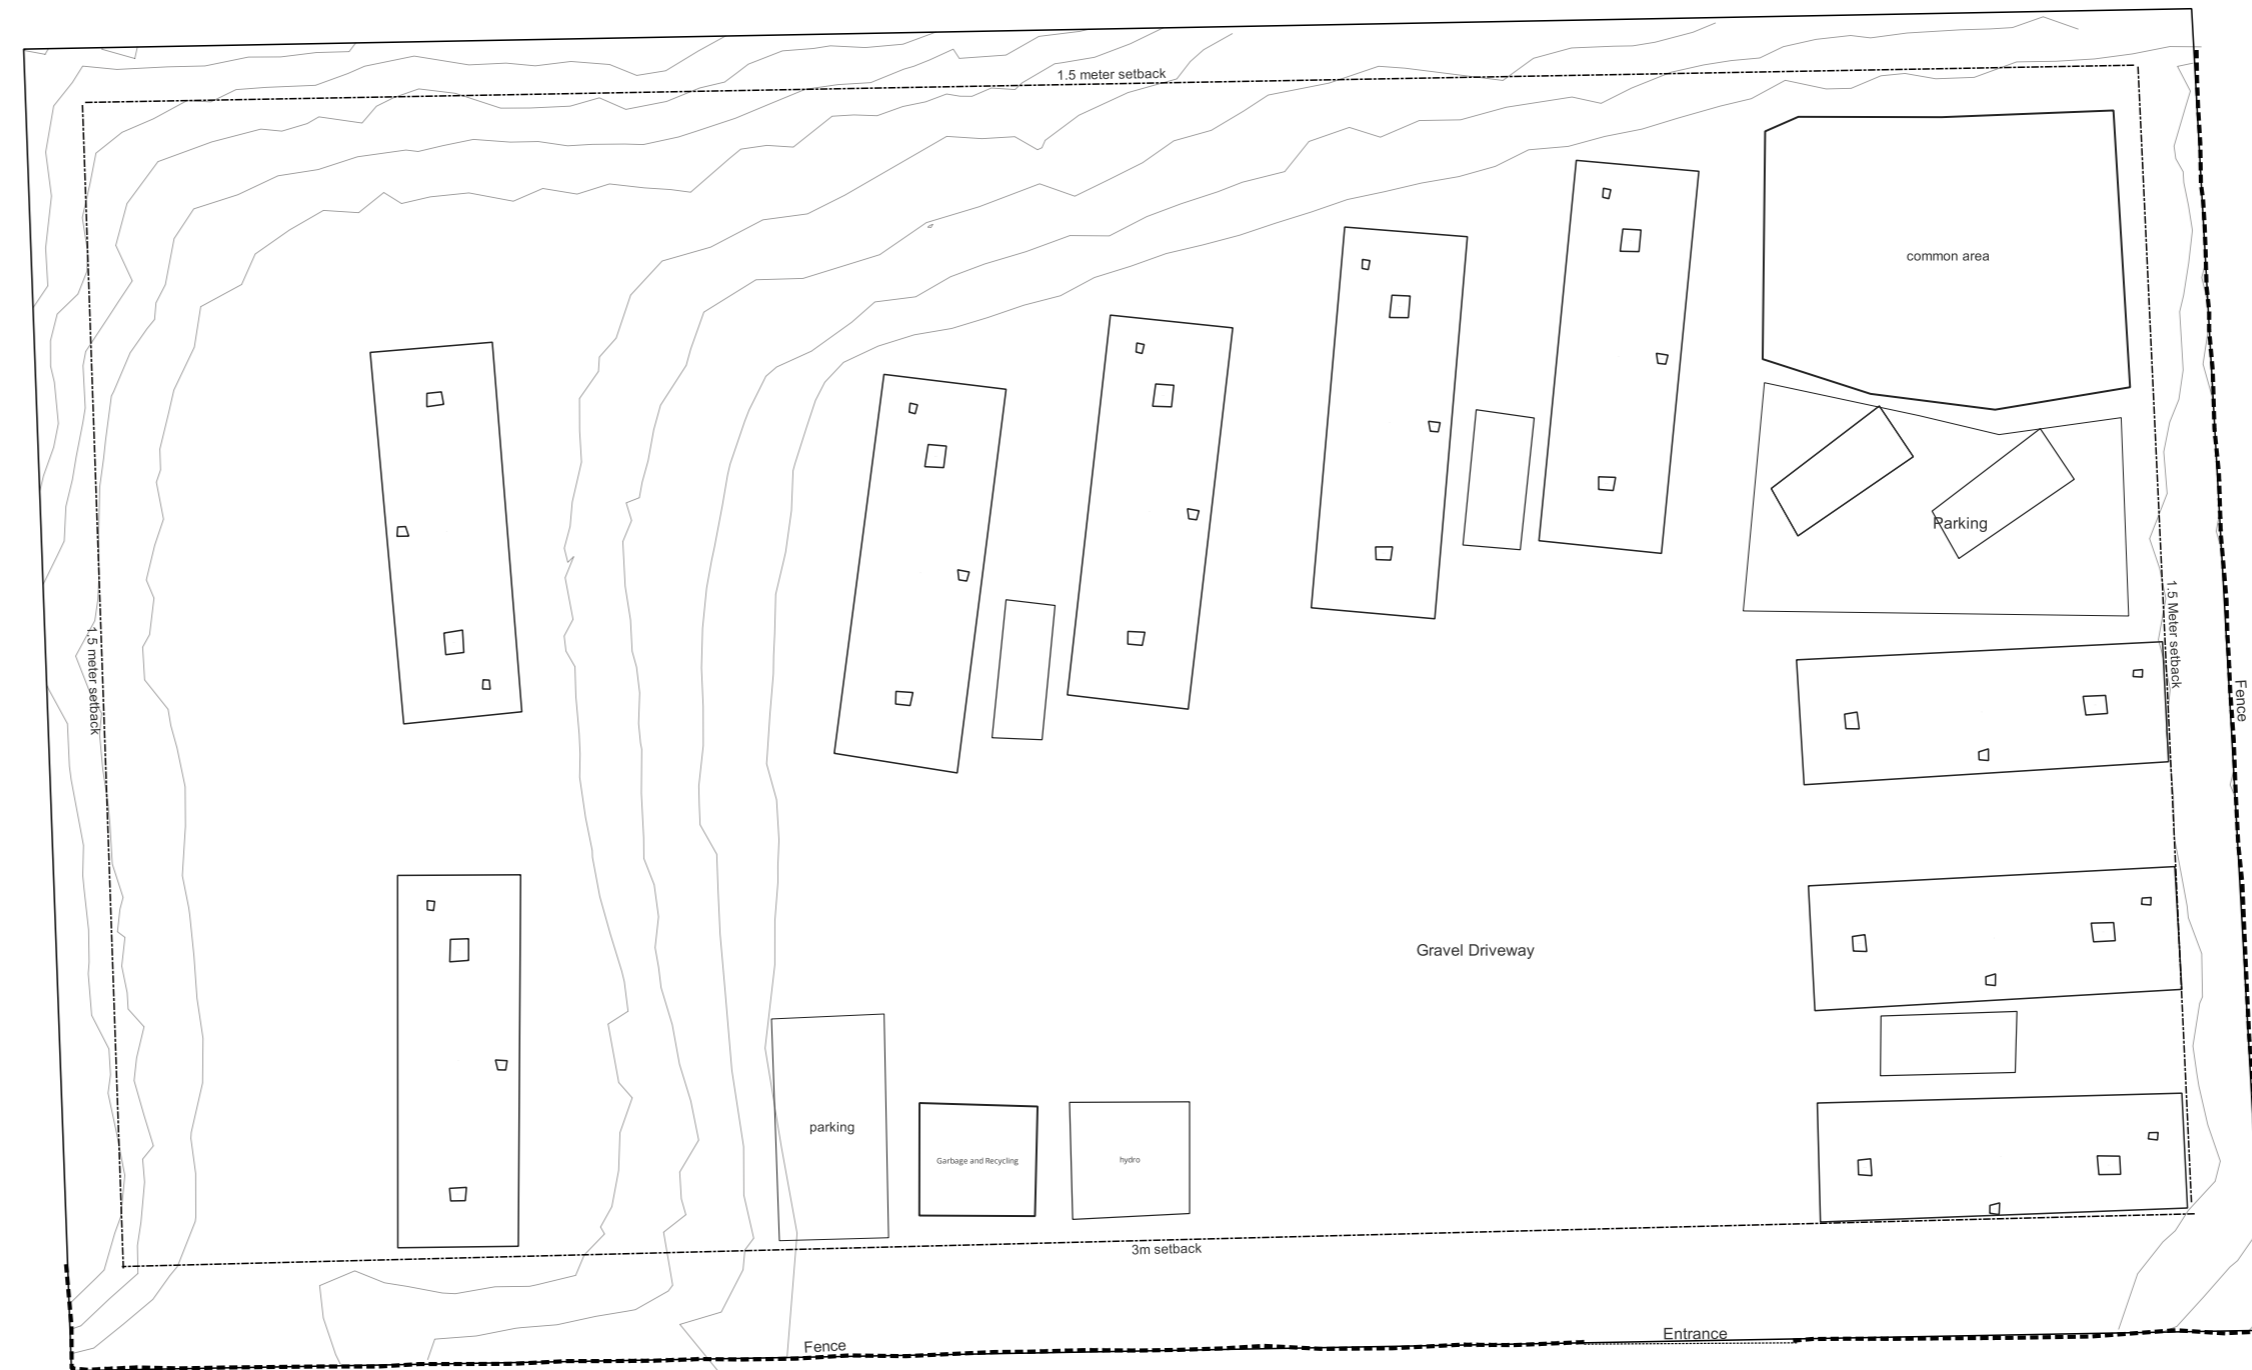 1.5 meter setback
common area
Parking
1.5 Meter setback
1.5 meter setback
Fence
Gravel Driveway
parking
Garbage and Recycling
hydro
3m setback
Entrance
Fence